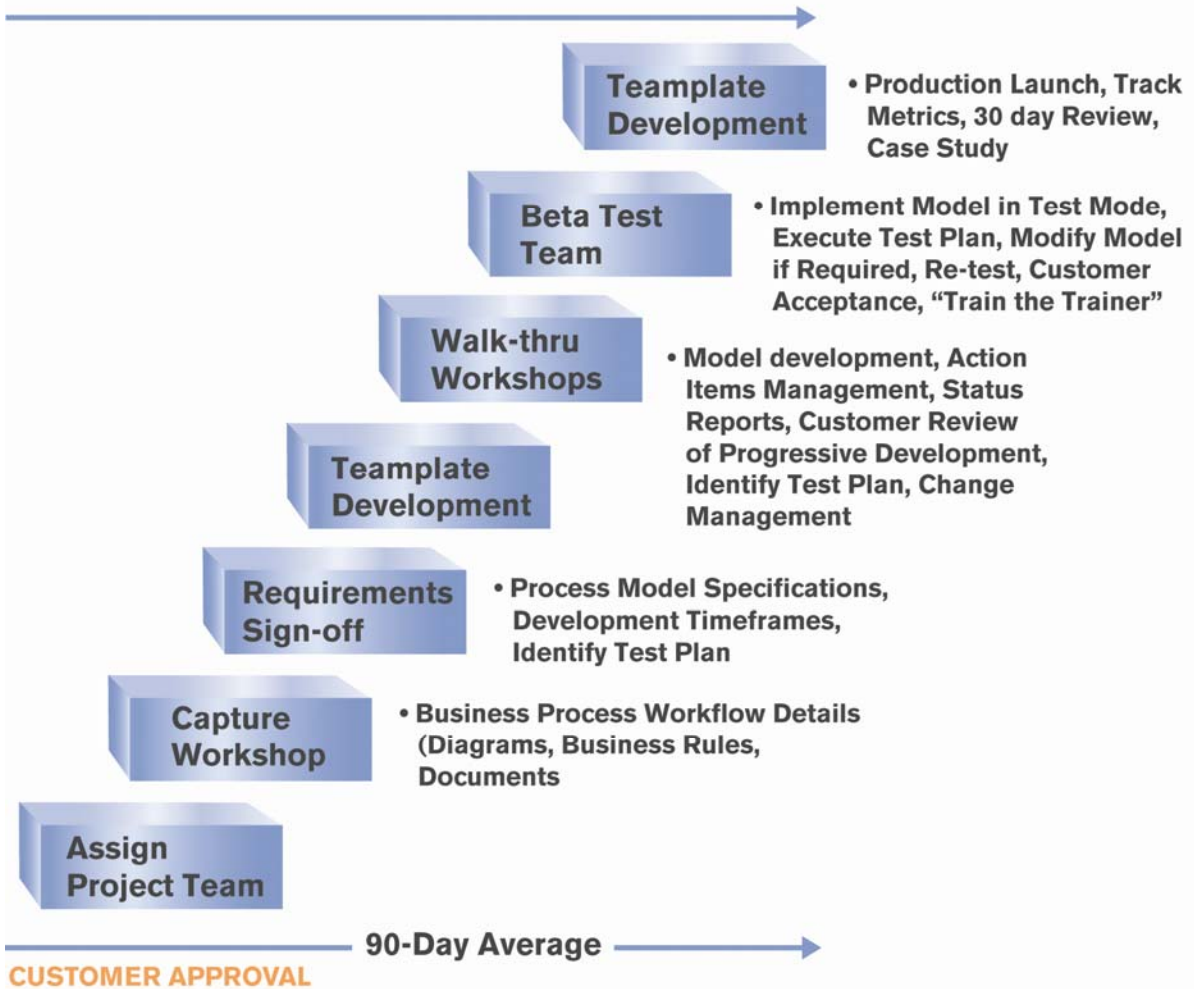 Teamplate
Development
• Production Launch, Track
Metrics, 30 day Review,
Case Study
Beta Test
Team
• Implement Model in Test Mode,
Execute Test Plan, Modify Model
if Required, Re-test, Customer
Acceptance, “Train the Trainer”
Walk-thru
Workshops
• Model development, Action
Items Management, Status
Reports, Customer Review
of Progressive Development,
Identify Test Plan, Change
Management
Teamplate
Development
Requirements
Sign-off
• Process Model Specifications,
Development Timeframes,
Identify Test Plan
Capture
Workshop
• Business Process Workflow Details
(Diagrams, Business Rules,
Documents
Assign
Project Team
90-Day Average
CUSTOMER APPROVAL